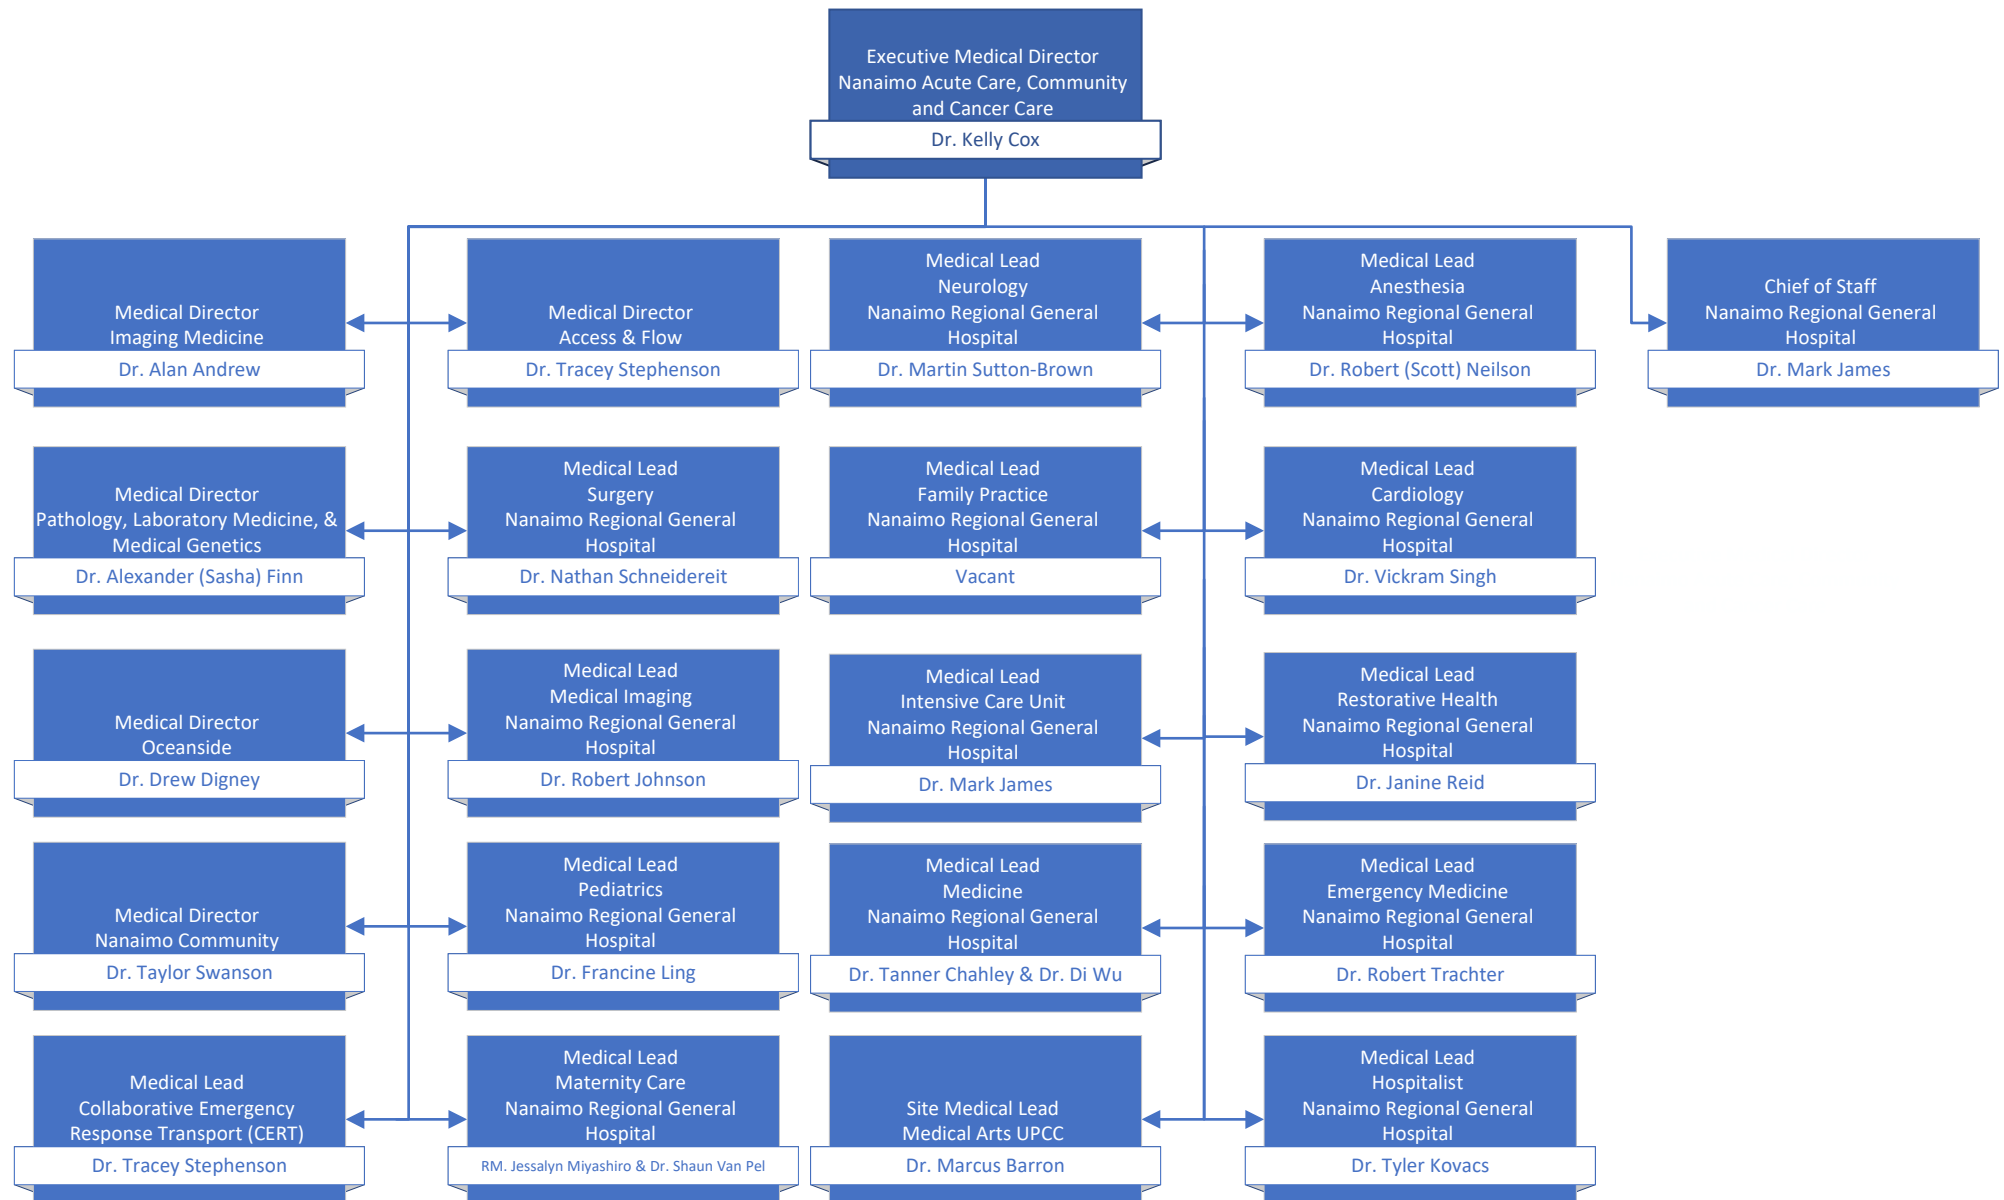 Executive Medical Director
Nanaimo Acute Care, Community
and Cancer Care
Dr. Kelly Cox
Medical Director
Imaging Medicine
Dr. Alan Andrew
Medical Director
Access & Flow
Dr. Tracey Stephenson
Medical Lead
Neurology
Nanaimo Regional General
Hospital
Dr. Martin Sutton-Brown
Medical Lead
Anesthesia
Nanaimo Regional General
Hospital
Dr. Robert (Scott) Neilson
Chief of Staff
Nanaimo Regional General
Hospital
Dr. Mark James
Medical Director
Pathology, Laboratory Medicine, &
Medical Genetics
Dr. Alexander (Sasha) Finn
Medical Lead
Surgery
Nanaimo Regional General
Hospital
Dr. Nathan Schneidereit
Medical Lead
Family Practice
Nanaimo Regional General
Hospital
Vacant
Medical Lead
Cardiology
Nanaimo Regional General
Hospital
Dr. Vickram Singh
Medical Director
Oceanside
Dr. Drew Digney
Medical Lead
Medical Imaging
Nanaimo Regional General
Hospital
Dr. Robert Johnson
Medical Lead
Intensive Care Unit
Nanaimo Regional General
Hospital
Dr. Mark James
Medical Lead
Restorative Health
Nanaimo Regional General
Hospital
Dr. Janine Reid
Medical Director
Nanaimo Community
Dr. Taylor Swanson
Medical Lead
Pediatrics
Nanaimo Regional General
Hospital
Dr. Francine Ling
Medical Lead
Medicine
Nanaimo Regional General
Hospital
Dr. Tanner Chahley & Dr. Di Wu
Medical Lead
Emergency Medicine
Nanaimo Regional General
Hospital
Dr. Robert Trachter
Medical Lead
Collaborative Emergency
Response Transport (CERT)
Dr. Tracey Stephenson
Medical Lead
Maternity Care
Nanaimo Regional General
Hospital
RM. Jessalyn Miyashiro & Dr. Shaun Van Pel
Site Medical Lead
Medical Arts UPCC
Dr. Marcus Barron
Medical Lead
Hospitalist
Nanaimo Regional General
Hospital
Dr. Tyler Kovacs